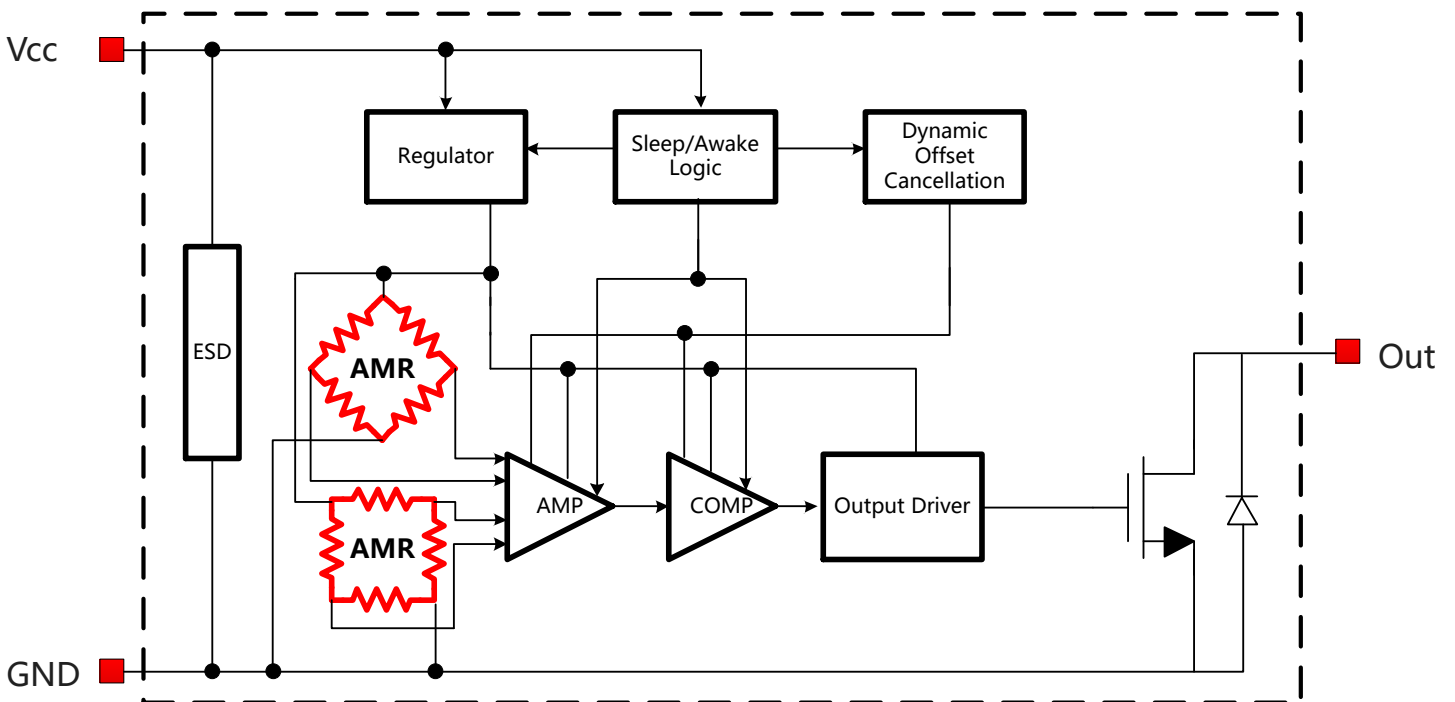 Vcc
Regulator
Sleep/Awake
Logic
Dynamic
Offset
Cancellation
ESD
AMR
Out
AMP
COMP
Output Driver
AMR
GND